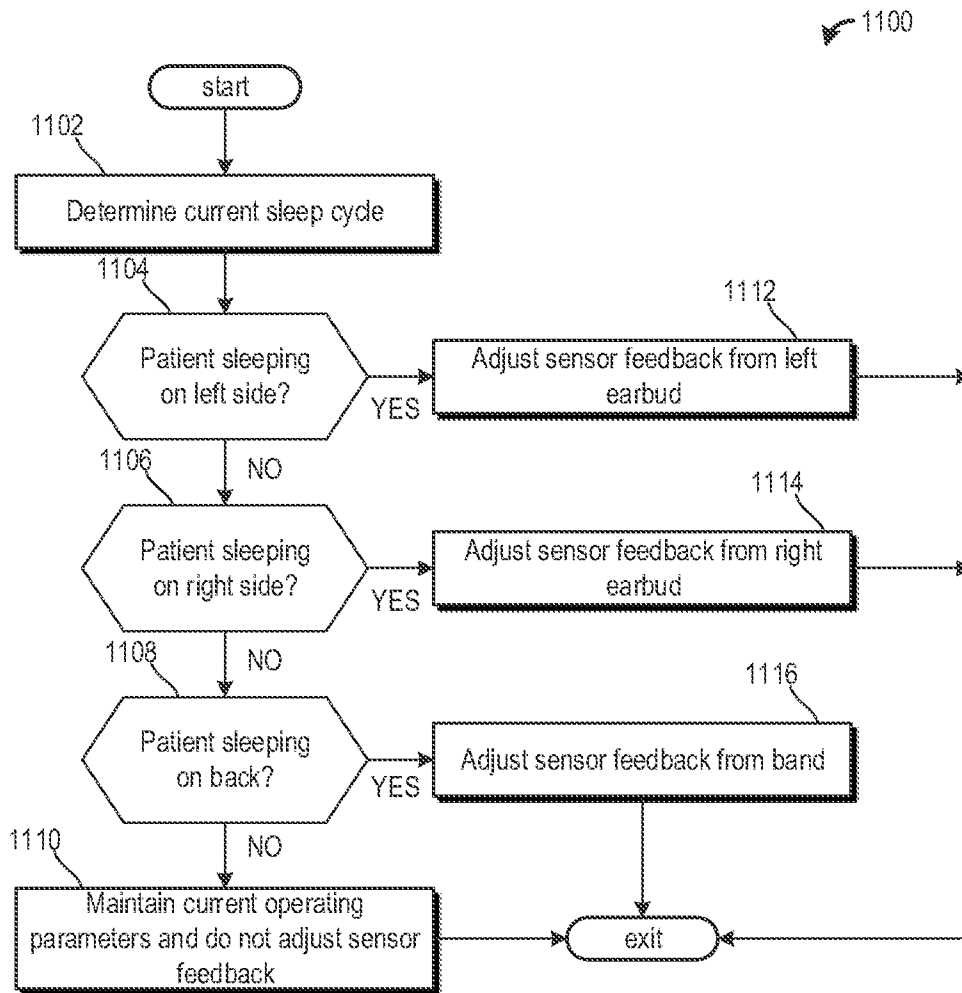 1100
start
1102
Determine current sleep cycle
1104
Patient sleeping
on left side?
YES
1112
Adjust sensor feedback from left
earbud
NO
1106
Patient sleeping
on right side?
YES
1114
Adjust sensor feedback from right
earbud
NO
1108
Patient sleeping
on back?
YES
1116
Adjust sensor feedback from band
NO
1110
Maintain current operating
parameters and do not adjust sensor
feedback
exit